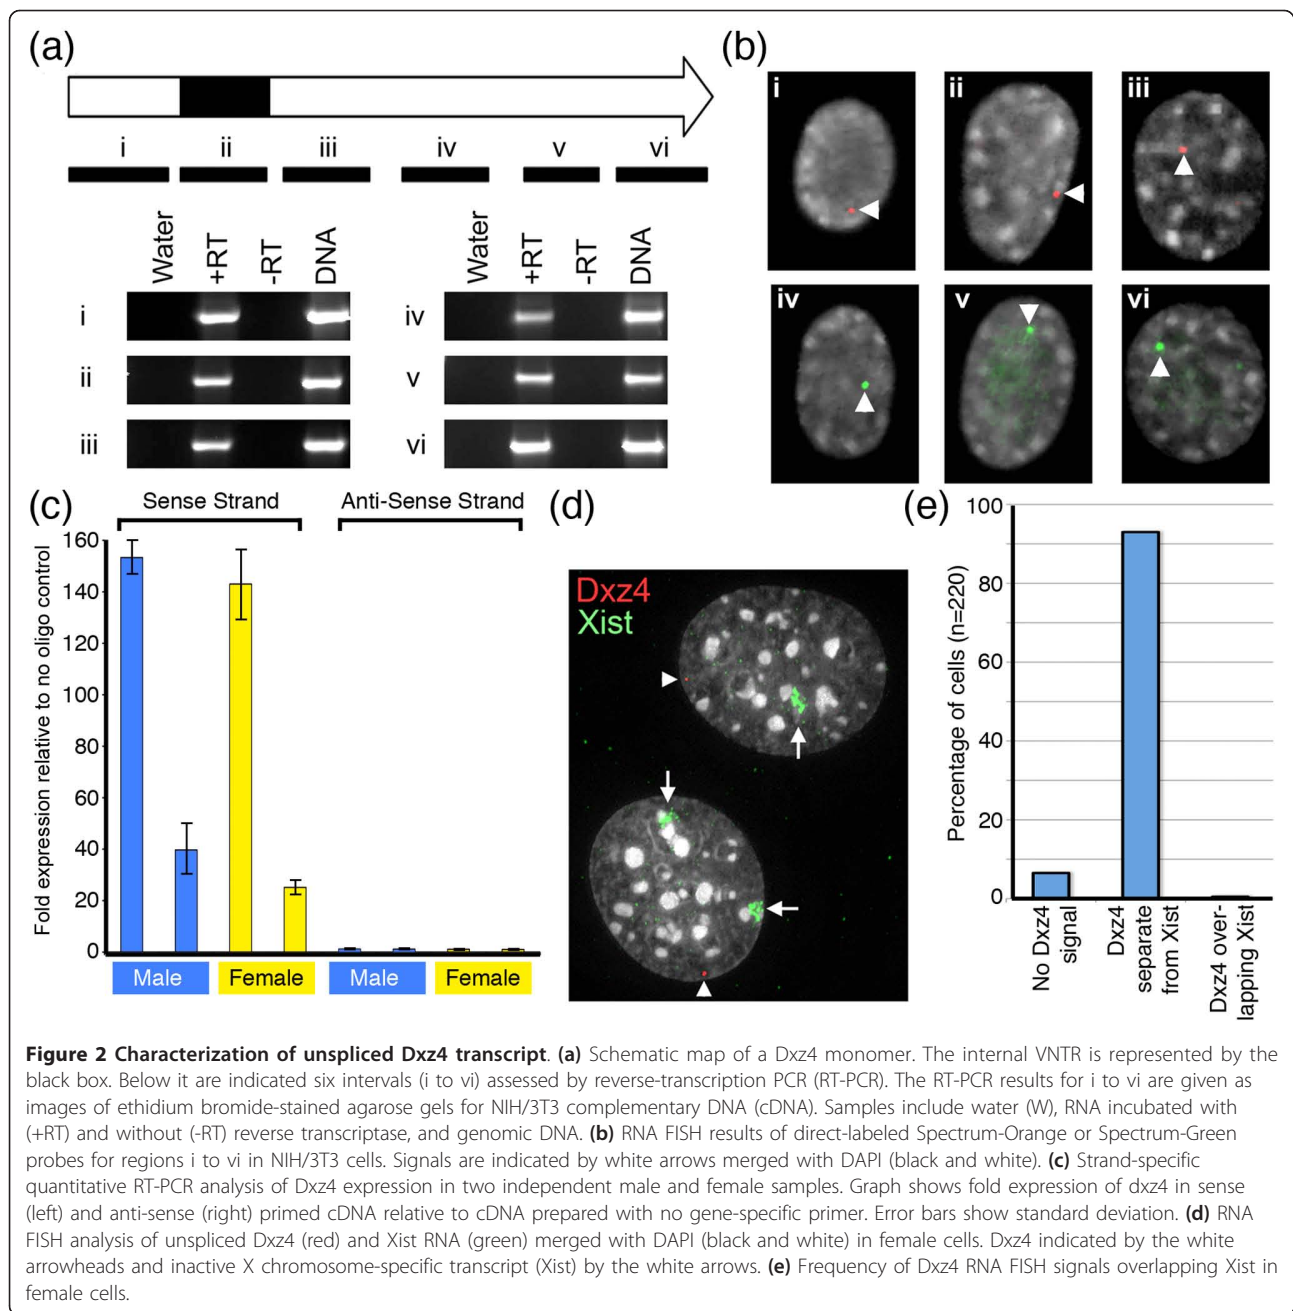 (a)
i ii iii iv v vi
Water +RT -RT DNA
i
ii
iii
Water +RT -RT DNA
iv
v
vi
(b)
i ii iii
iv v vi
(c)
Sense Strand Anti-Sense Strand
Fold expression relative to no oligo control
160
140
120
100
80
60
40
20
0
Male Female Male Female
(d)
Dxz4
Xist
(e)
Percentage of cells (n=220)
100
80
60
40
20
0
No Dxz4
signal
Dxz4
separate
from Xist
Dxz4 over-
lapping Xist
Figure 2 Characterization of unspliced Dxz4 transcript. (a) Schematic map of a Dxz4 monomer. The internal VNTR is represented by the
black box. Below it are indicated six intervals (i to vi) assessed by reverse-transcription PCR (RT-PCR). The RT-PCR results for i to vi are given as
images of ethidium bromide-stained agarose gels for NIH/3T3 complementary DNA (cDNA). Samples include water (W), RNA incubated with
(+RT) and without (-RT) reverse transcriptase, and genomic DNA. (b) RNA FISH results of direct-labeled Spectrum-Orange or Spectrum-Green
probes for regions i to vi in NIH/3T3 cells. Signals are indicated by white arrows merged with DAPI (black and white). (c) Strand-specific
quantitative RT-PCR analysis of Dxz4 expression in two independent male and female samples. Graph shows fold expression of dxz4 in sense
(left) and anti-sense (right) primed cDNA relative to cDNA prepared with no gene-specific primer. Error bars show standard deviation. (d) RNA
FISH analysis of unspliced Dxz4 (red) and Xist RNA (green) merged with DAPI (black and white) in female cells. Dxz4 indicated by the white
arrowheads and inactive X chromosome-specific transcript (Xist) by the white arrows. (e) Frequency of Dxz4 RNA FISH signals overlapping Xist in
female cells.